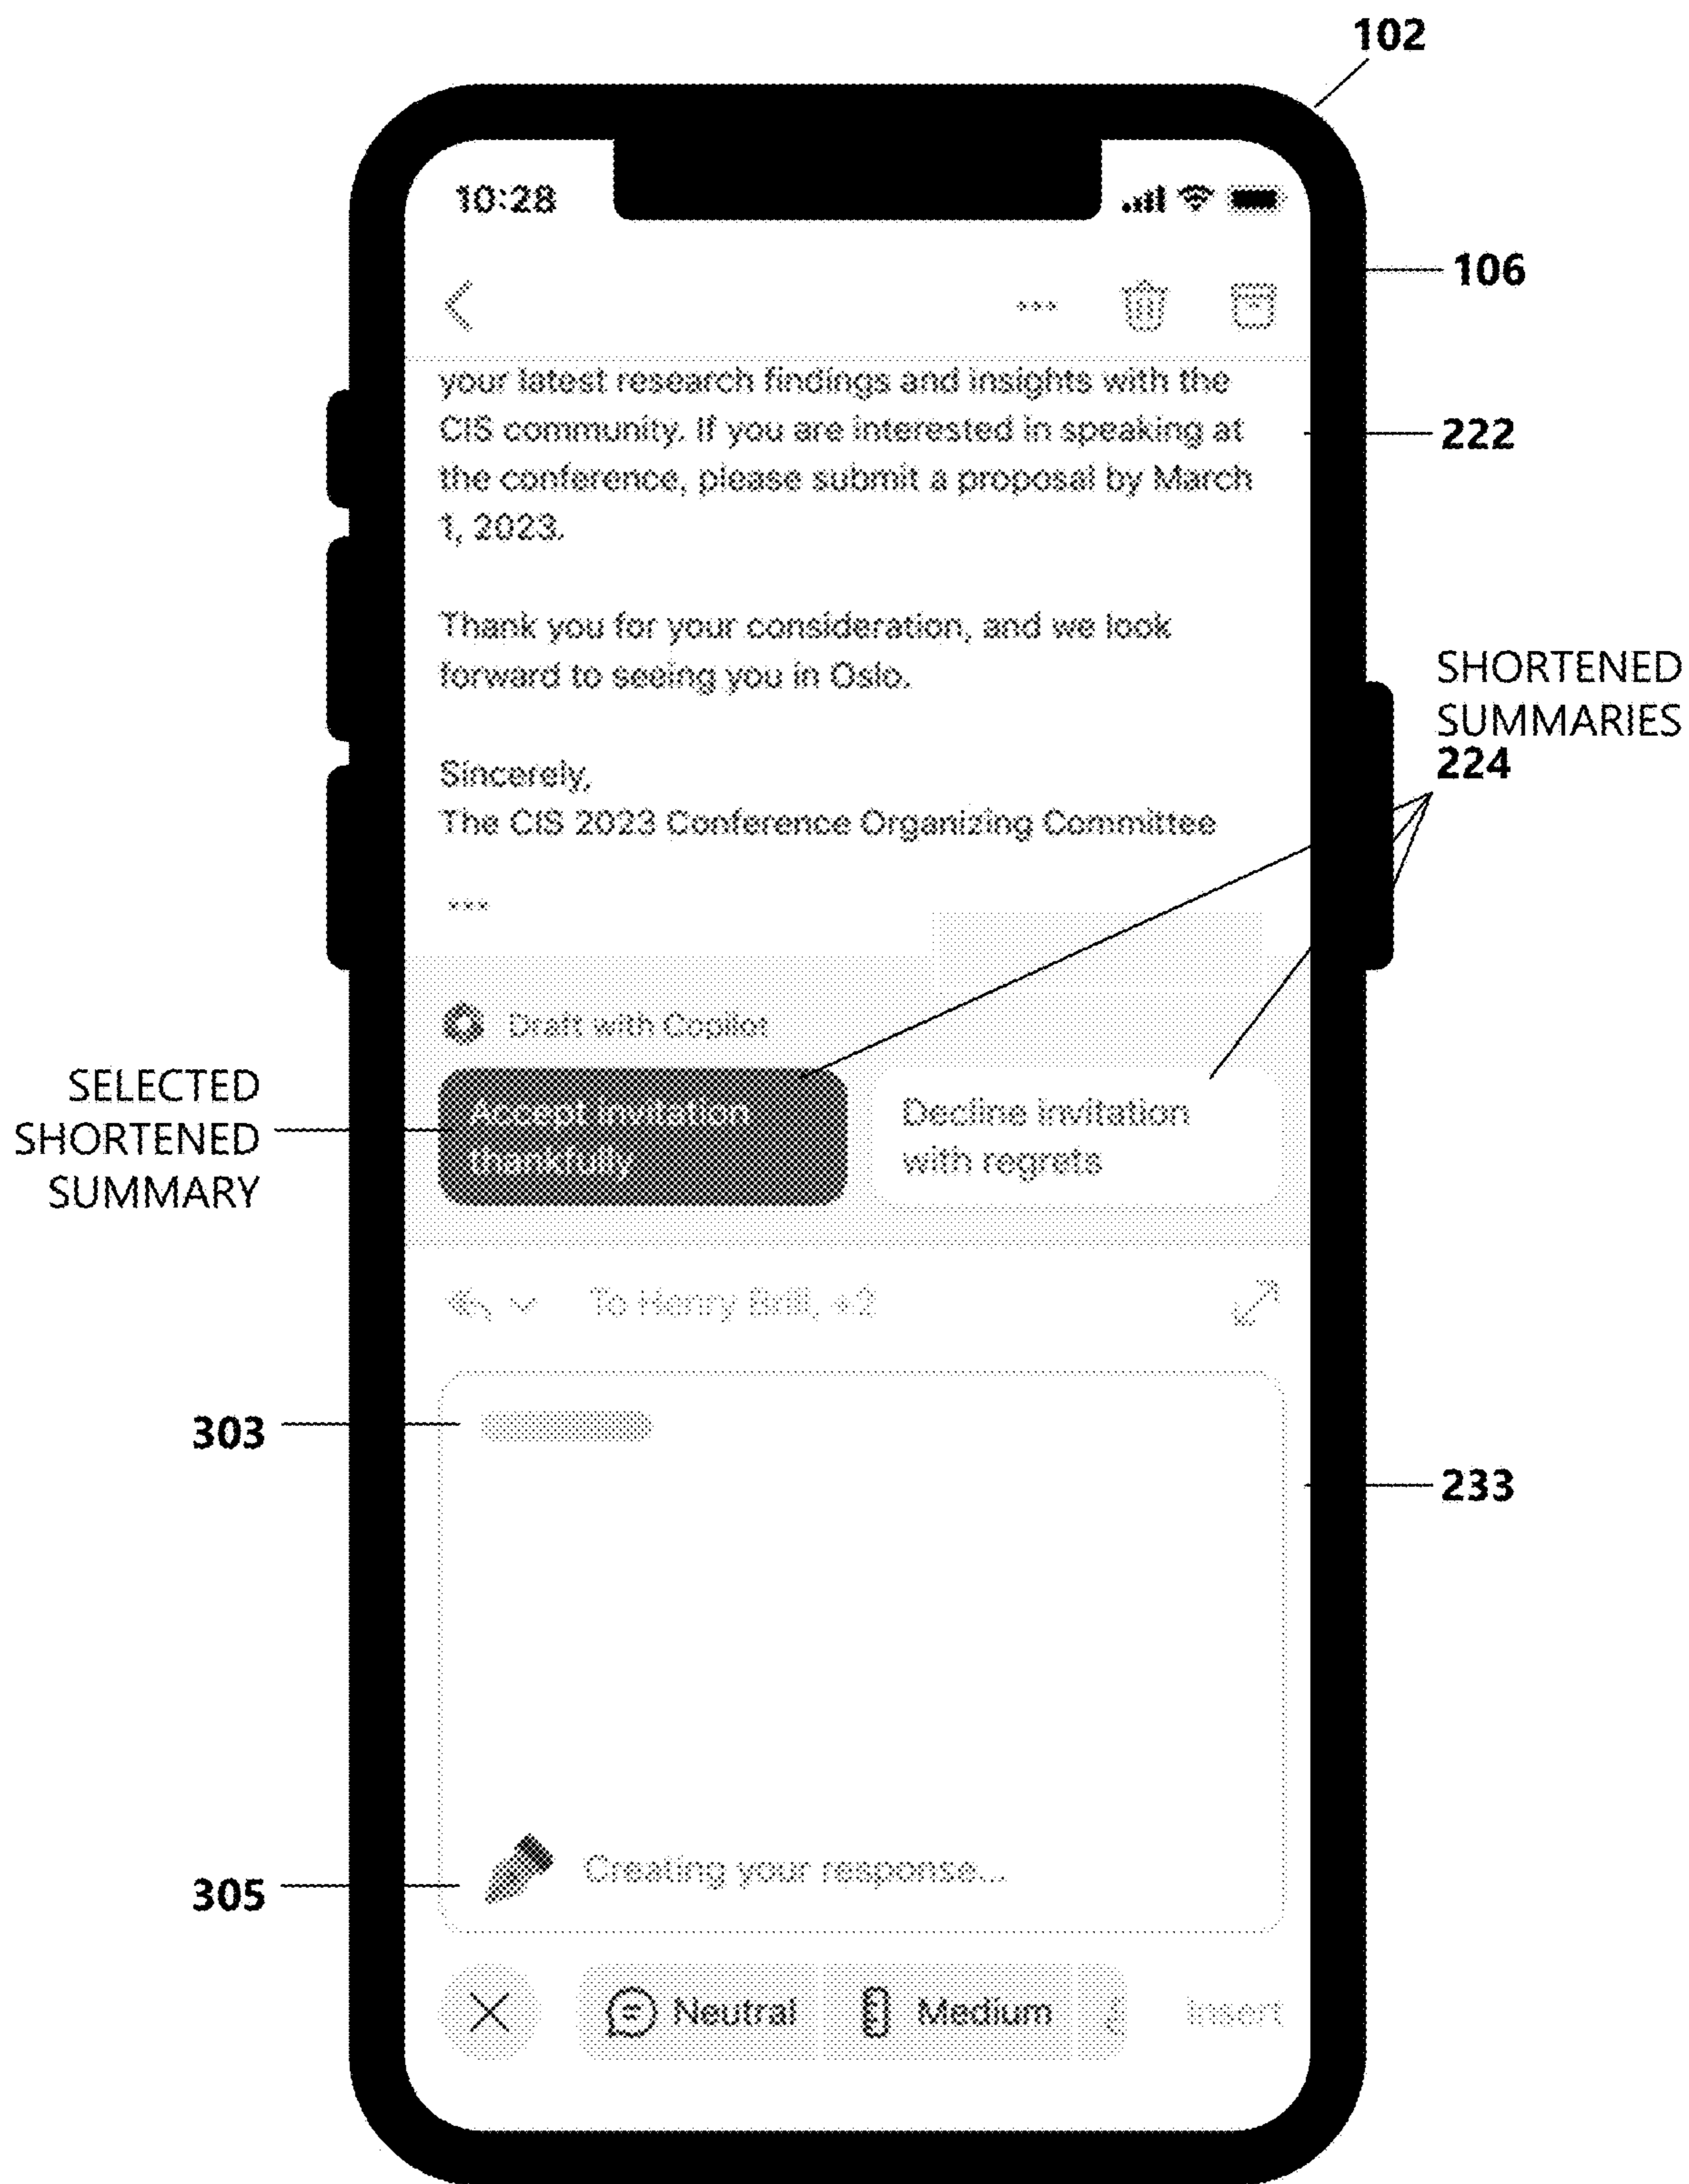 102
10:28
106
your latest research findings and insights with the
CIS community. If you are interested in speaking at
222
the conference, please submit a proposal by March
1, 2023.
Thank you for your consideration, and we look
forward to seeing you in Oslo.
SHORTENED
SUMMARIES
224
Sincerely,
The CIS 2023 Conference Organizing Committee
Draft with Copilot
SELECTED
SHORTENED
SUMMARY
Accept invitation
thankfully
Decline invitation
with regrets
To Henry Brill, +2
303
233
305
Creating your response...
Neutral
Medium
Insert